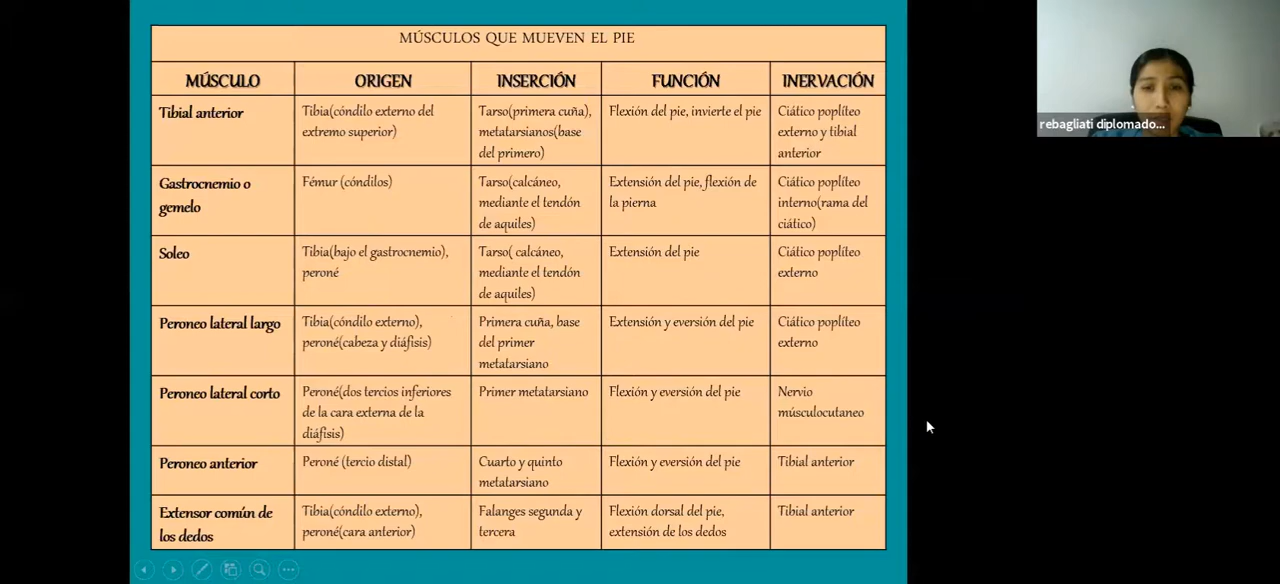 MÚSCULOS QUE MUEVEN EL PIE
MÚSCULO
ORIGEN
INSERCIÓN
FUNCIÓN
INERVACIÓN
Tibial anterior
Tibia(cóndilo externo del
extremo superior)
Tarso(primera cuña),
metatarsianos(base
del primero)
Flexión del pie, invierte el pie
Ciático poplíteo
externo y tibial
anterior
Gastrocnemio o
gemelo
Fémur (cóndilos)
Tarso(calcáneo,
mediante el tendón
de aquiles)
Extensión del pie, flexión de
la pierna
Ciático poplíteo
interno(rama del
ciático)
Soleo
Tibia(bajo el gastrocnemio),
peroné
Tarso( calcáneo,
mediante el tendón
de aquiles)
Extensión del pie
Ciático poplíteo
externo
Peroneo lateral largo
Tibia(cóndilo externo),
peroné(cabeza y diáfisis)
Primera cuña, base
del primer
metatarsiano
Extensión y eversión del pie
Ciático poplíteo
externo
Peroneo lateral corto
Peroné(dos tercios inferiores
de la cara externa de la
diáfisis)
Primer metatarsiano
Flexión y eversión del pie
Nervio
músculocutaneo
Peroneo anterior
Peroné (tercio distal)
Cuarto y quinto
metatarsiano
Flexión y eversión del pie
Tibial anterior
Extensor común de
los dedos
Tibia(cóndilo externo),
peroné(cara anterior)
Falanges segunda y
tercera
Flexión dorsal del pie,
extensión de los dedos
Tibial anterior
rebagliati diplomado...